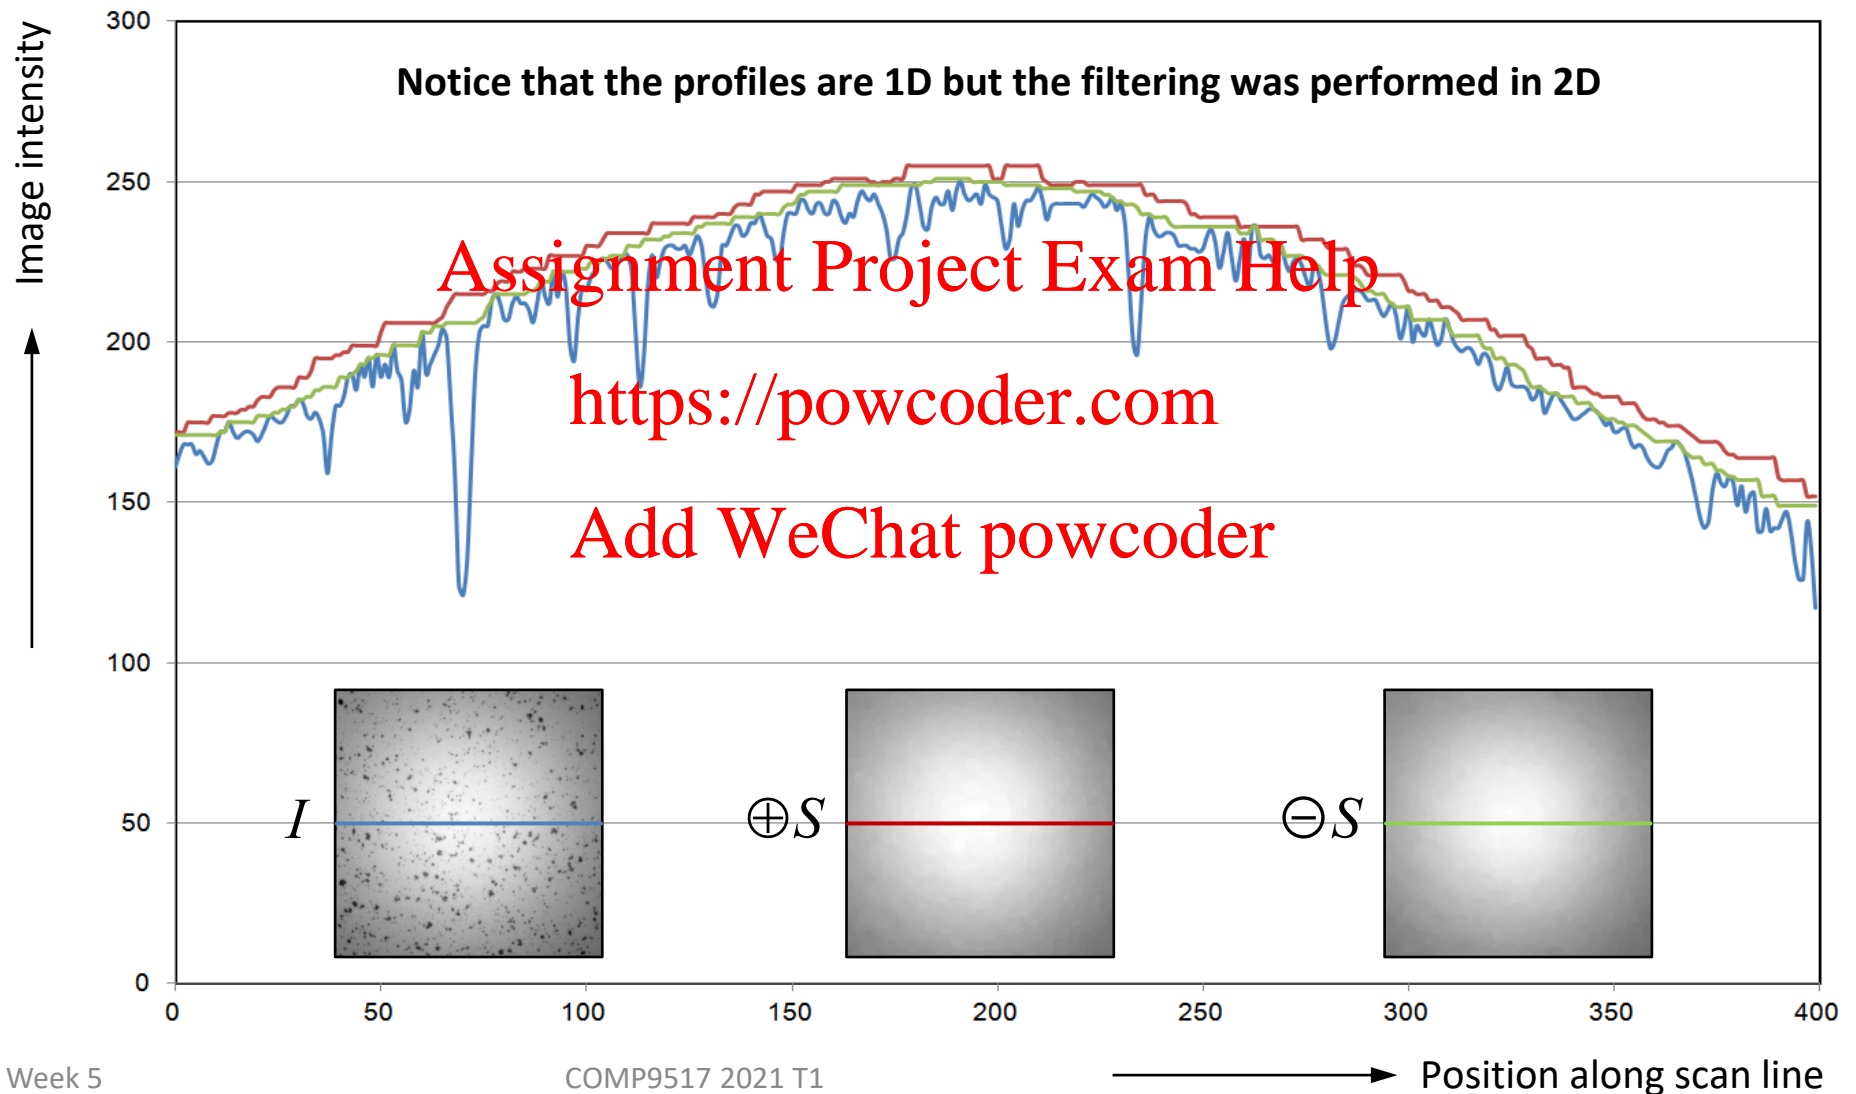 300
Notice that the profiles are 1D but the filtering was performed in 2D
Image intensity
250
Assignment Project Exam Help
200
https://powcoder.com
150
Add WeChat powcoder
100
I
⊕S
⊖S
50
0
0 50 100 150 200 250 300 350 400
Week 5
COMP9517 2021 T1
Position along scan line